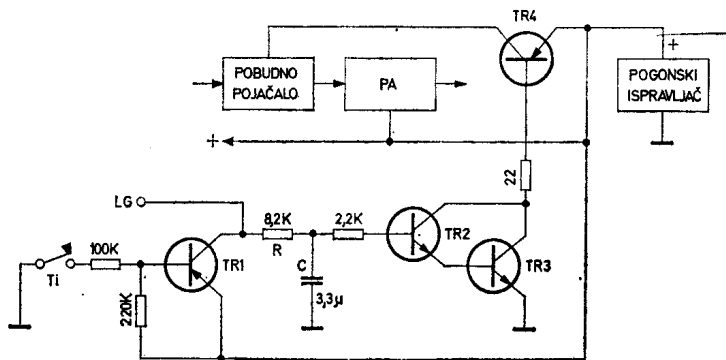 TR4
+
POBUDNO
POJAČALO
PA
POGONSKI
ISPRAVLJAČ
+
22
LG
8,2K
2,2K
R
TR2
100K
C
TR1
TR3
Ti
3,3µ
220K